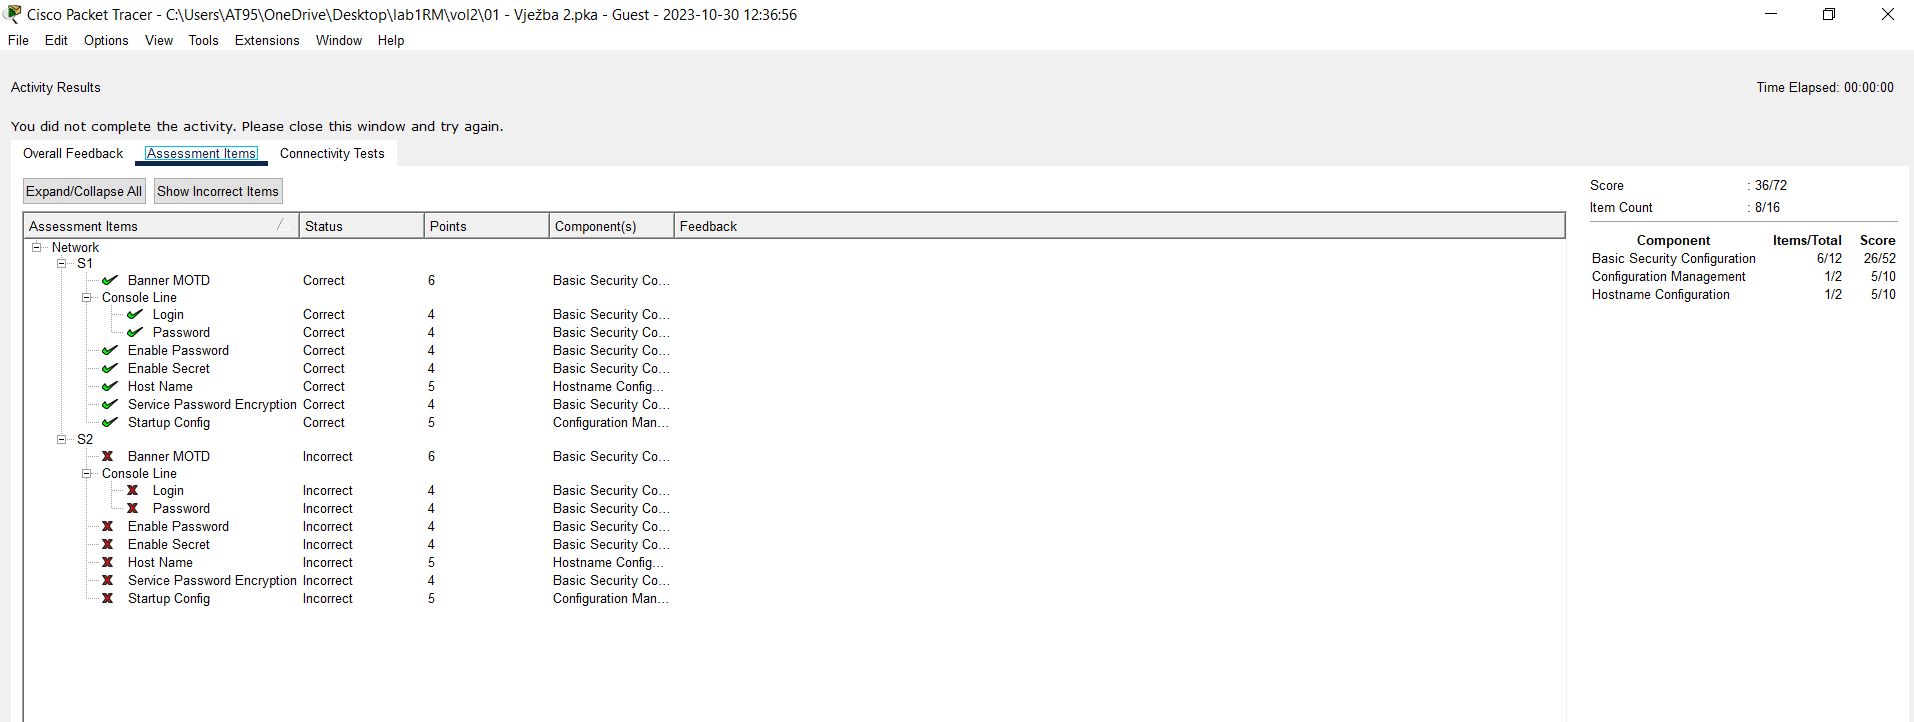 Cisco Packet Tracer - C:\Users\AT95\OneDrive\Desktop\lab1RM\vol2\01 - Vježba 2.pka - Guest - 2023-10-30 12:36:56
File Edit Options View Tools Extensions Window Help
Activity Results Time Elapsed: 00:00:00
You did not complete the activity. Please close this window and try again.
Overall Feedback Assessment Items Connectivity Tests
Expand/Collapse All Show Incorrect Items
Assessment Items Status Points Component(s) Feedback
Network
S1
Banner MOTD Correct 6 Basic Security Co...
Console Line
Login Correct 4 Basic Security Co...
Password Correct 4 Basic Security Co...
Enable Password Correct 4 Basic Security Co...
Enable Secret Correct 4 Basic Security Co...
Host Name Correct 5 Hostname Config...
Service Password Encryption Correct 4 Basic Security Co...
Startup Config Correct 5 Configuration Man...
S2
Banner MOTD Incorrect 6 Basic Security Co...
Console Line
Login Incorrect 4 Basic Security Co...
Password Incorrect 4 Basic Security Co...
Enable Password Incorrect 4 Basic Security Co...
Enable Secret Incorrect 4 Basic Security Co...
Host Name Incorrect 5 Hostname Config...
Service Password Encryption Incorrect 4 Basic Security Co...
Startup Config Incorrect 5 Configuration Man...
Score : 36/72
Item Count : 8/16
Component Items/Total Score
Basic Security Configuration 6/12 26/52
Configuration Management 1/2 5/10
Hostname Configuration 1/2 5/10